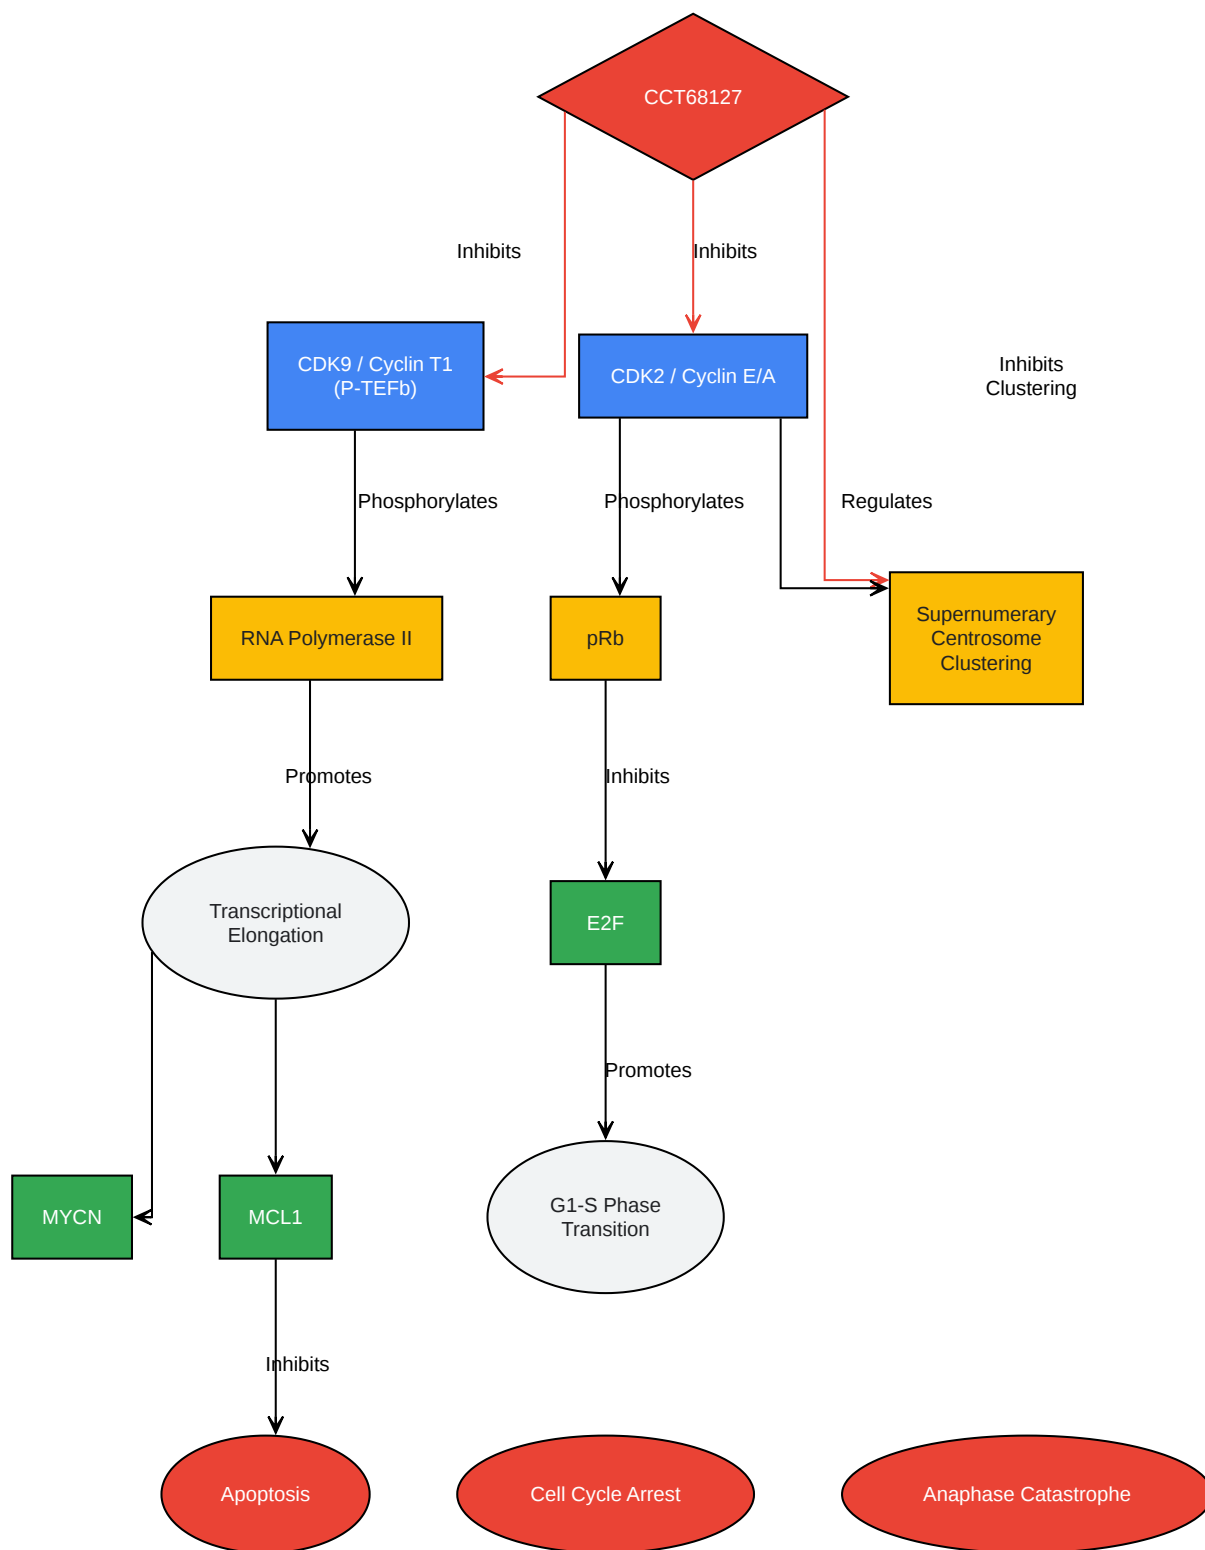 CCT68127
Inhibits
Inhibits
CDK9 / Cyclin T1
(P-TEFb)
CDK2 / Cyclin E/A
Inhibits
Clustering
Phosphorylates
Phosphorylates
Regulates
RNA Polymerase II
pRb
Supernumerary
Centrosome
Clustering
Promotes
Inhibits
Transcriptional
Elongation
E2F
Promotes
MYCN
MCL1
G1-S Phase
Transition
Inhibits
Apoptosis
Cell Cycle Arrest
Anaphase Catastrophe